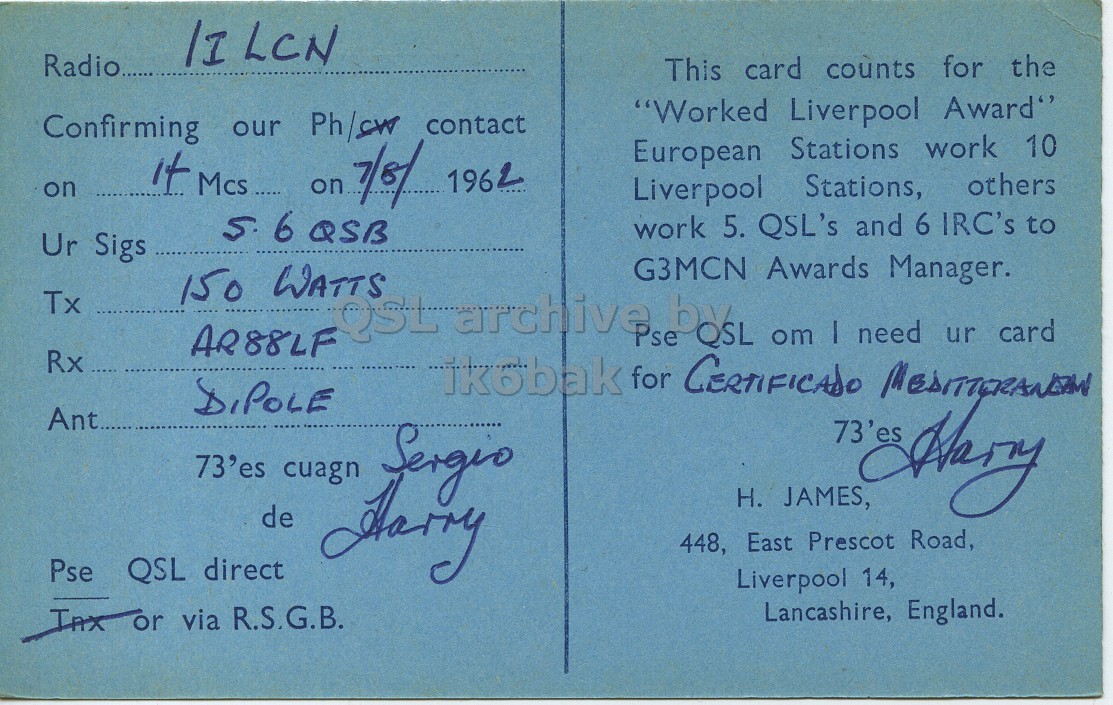 Radio 1I LCN
Confirming our Ph/cw contact
on 14 Mcs on 7/8/ 1962
Ur Sigs 5.6 QSB
Tx 150 WATTS
Rx AR88LF
Ant DIPOLE
73'es cuagn Sergio
de Harry
Pse QSL direct
Tnx or via R.S.G.B.
This card counts for the
"Worked Liverpool Award"
European Stations work 10
Liverpool Stations, others
work 5. QSL's and 6 IRC's to
G3MCN Awards Manager.
Pse QSL om I need ur card
for CERTIFICADO MEDITTERANEAN
73'es Harry
H. JAMES,
448, East Prescot Road,
Liverpool 14,
Lancashire, England.
QSL archive by
ik6bak